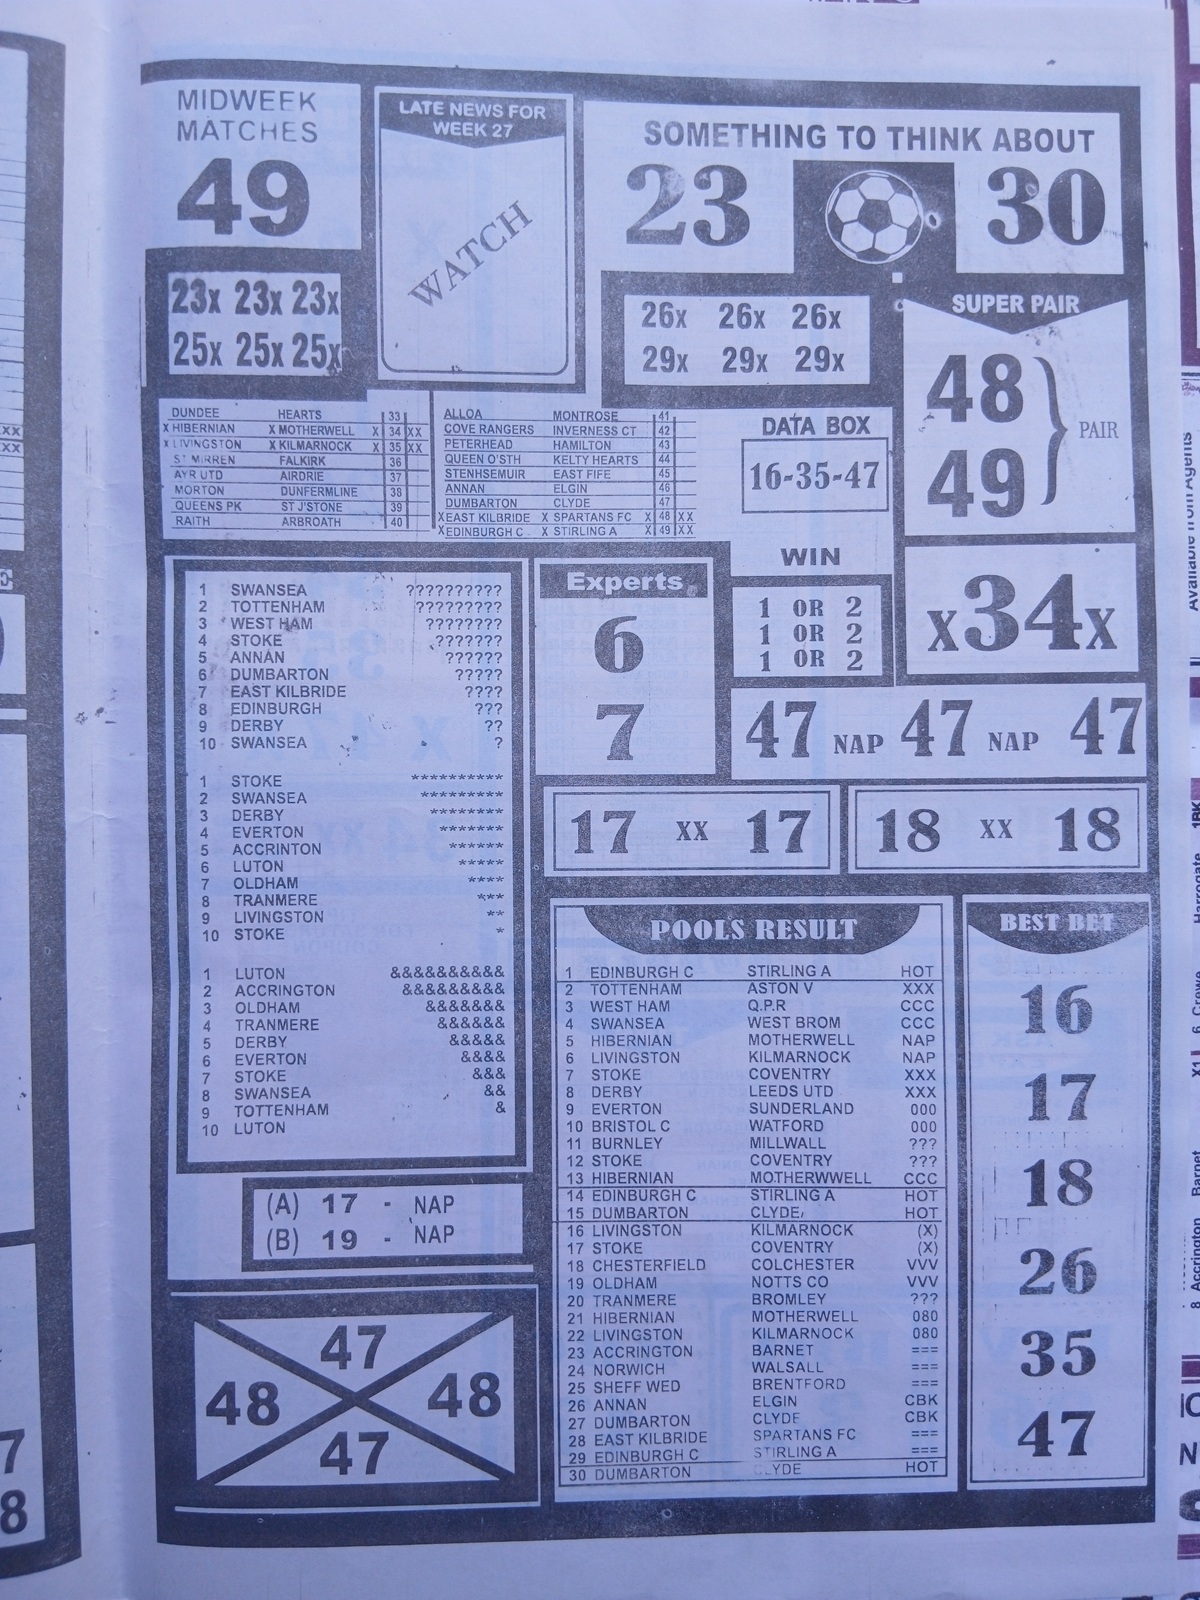 MIDWEEK
MATCHES
49
LATE NEWS FOR
WEEK 27
WATCH
SOMETHING TO THINK ABOUT
23 30
23x 23x 23x
25x 25x 25x
26x 26x 26x
29x 29x 29x
SUPER PAIR
48
49
PAIR
DUNDEE HEARTS 33
X HIBERNIAN X MOTHERWELL X 34 XX
X LIVINGSTON X KILMARNOCK X 35 XX
ST MIRREN FALKIRK 36
AYR UTD AIRDRIE 37
MORTON DUNFERMLINE 38
QUEENS PK ST J'STONE 39
RAITH ARBROATH 40
ALLOA MONTROSE 41
COVE RANGERS INVERNESS CT 42
PETERHEAD HAMILTON 43
QUEEN O'STH KELTY HEARTS 44
STENHSEMUIR EAST FIFE 45
ANNAN ELGIN 46
DUMBARTON CLYDE 47
X EAST KILBRIDE X SPARTANS FC X 48 XX
X EDINBURGH C X STIRLING A X 49 XX
DATA BOX
16-35-47
WIN
1 OR 2
1 OR 2
1 OR 2
x34x
1 SWANSEA ??????????
2 TOTTENHAM ?????????
3 WEST HAM ????????
4 STOKE ???????
5 ANNAN ??????
6 DUMBARTON ?????
7 EAST KILBRIDE ????
8 EDINBURGH ???
9 DERBY ??
10 SWANSEA ?
1 STOKE **********
2 SWANSEA *********
3 DERBY ********
4 EVERTON *******
5 ACCRINTON ******
6 LUTON *****
7 OLDHAM ****
8 TRANMERE ***
9 LIVINGSTON **
10 STOKE *
1 LUTON &&&&&&&&&&
2 ACCRINGTON &&&&&&&&&
3 OLDHAM &&&&&&&
4 TRANMERE &&&&&&
5 DERBY &&&&&
6 EVERTON &&&&
7 STOKE &&&
8 SWANSEA &&
9 TOTTENHAM &
10 LUTON
Experts
6
7
47 NAP 47 NAP 47
17 XX 17
18 XX 18
(A) 17 - NAP
(B) 19 - NAP
47
48 48
47
POOLS RESULT
1 EDINBURGH C STIRLING A HOT
2 TOTTENHAM ASTON V XXX
3 WEST HAM Q.P.R CCC
4 SWANSEA WEST BROM CCC
5 HIBERNIAN MOTHERWELL NAP
6 LIVINGSTON KILMARNOCK NAP
7 STOKE COVENTRY XXX
8 DERBY LEEDS UTD XXX
9 EVERTON SUNDERLAND 000
10 BRISTOL C WATFORD 000
11 BURNLEY MILLWALL ???
12 STOKE COVENTRY ???
13 HIBERNIAN MOTHERWWELL CCC
14 EDINBURGH C STIRLING A HOT
15 DUMBARTON CLYDE HOT
16 LIVINGSTON KILMARNOCK (X)
17 STOKE COVENTRY (X)
18 CHESTERFIELD COLCHESTER VVV
19 OLDHAM NOTTS CO VVV
20 TRANMERE BROMLEY ???
21 HIBERNIAN MOTHERWELL 080
22 LIVINGSTON KILMARNOCK 080
23 ACCRINGTON BARNET ===
24 NORWICH WALSALL ===
25 SHEFF WED BRENTFORD ===
26 ANNAN ELGIN CBK
27 DUMBARTON CLYDE CBK
28 EAST KILBRIDE SPARTANS FC ===
29 EDINBURGH C STIRLING A ===
30 DUMBARTON CLYDE HOT
BEST BET
16
17
18
26
35
47
Available from Agents
Harrogate 1BK
X1 6 Crewe
8 Accrington Barnet
7
8